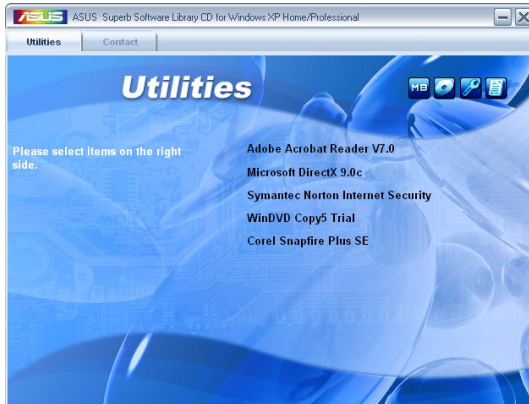 ASUS ASUS Superb Software Library CD for Windows XP Home/Professional
Utilities Contact
Utilities
MB
Please select items on the right
side.
Adobe Acrobat Reader V7.0
Microsoft DirectX 9.0c
Symantec Norton Internet Security
WinDVD Copy5 Trial
Corel Snapfire Plus SE